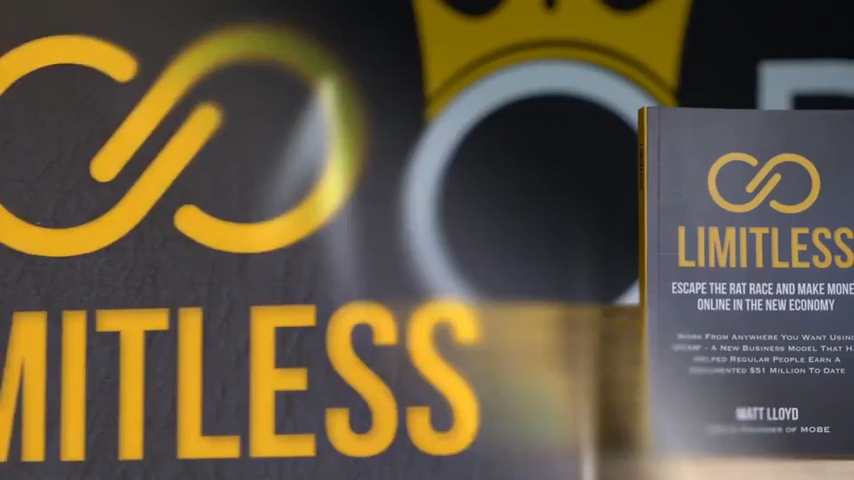 MITLESS
LIMITLESS
ESCAPE THE RAT RACE AND MAKE MONE
ONLINE IN THE NEW ECONOMY
WORK FROM ANYWHERE YOU WANT USING
A NEW BUSINESS MODEL THAT HA
HELPED REGULAR PEOPLE EARN A
DOCUMENTED $51 MILLION TO DATE
MATT LLOYD
FOUNDER OF MOBE